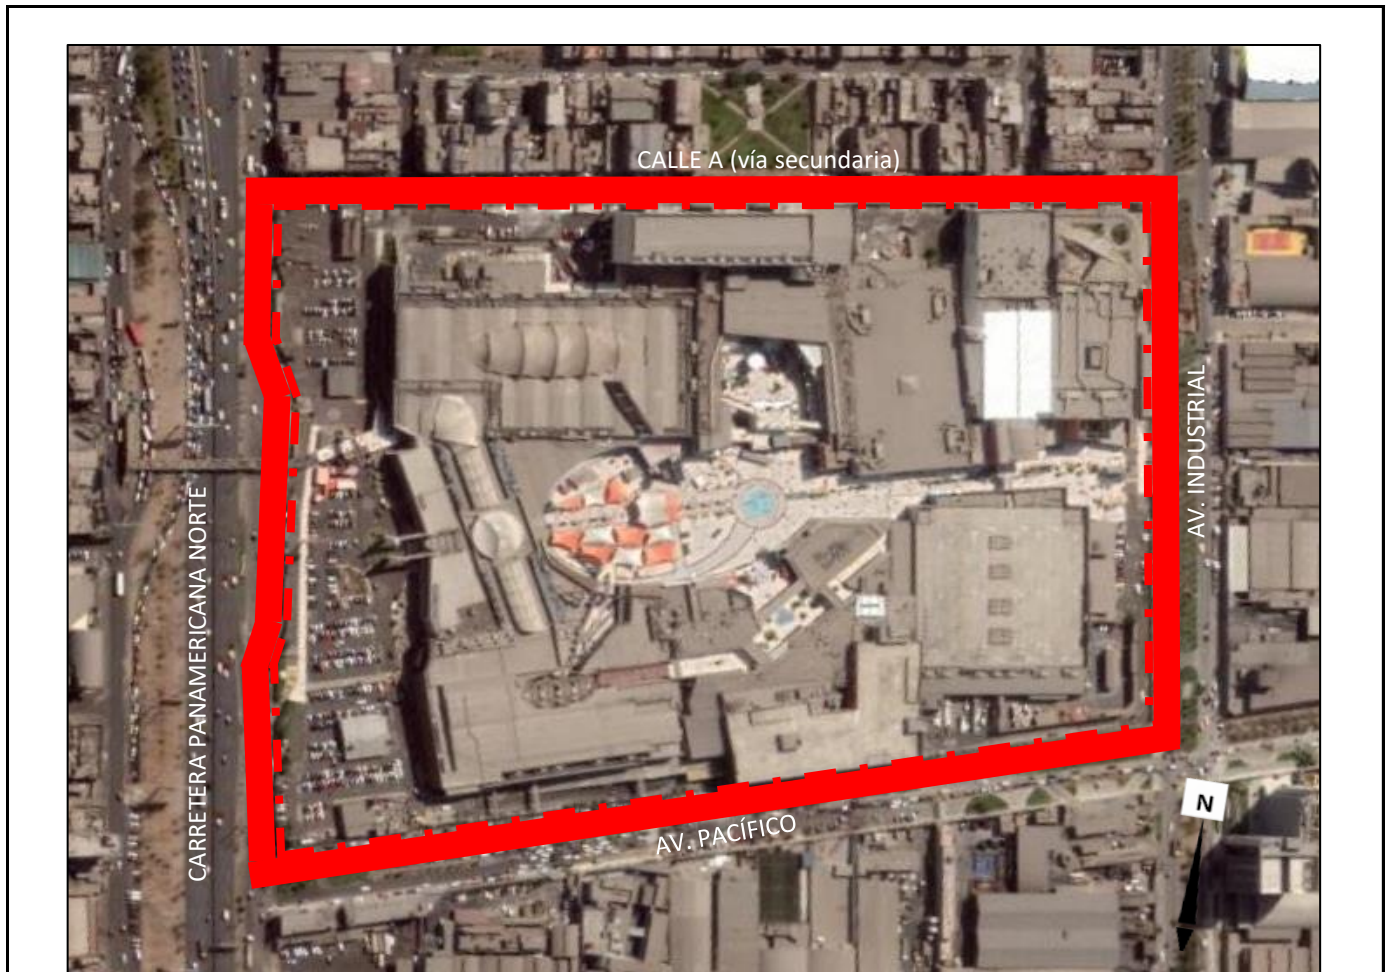 CALLE A (vía secundaria)
AV. INDUSTRIAL
CARRETERA PANAMERICANA NORTE
AV. PACÍFICO
N